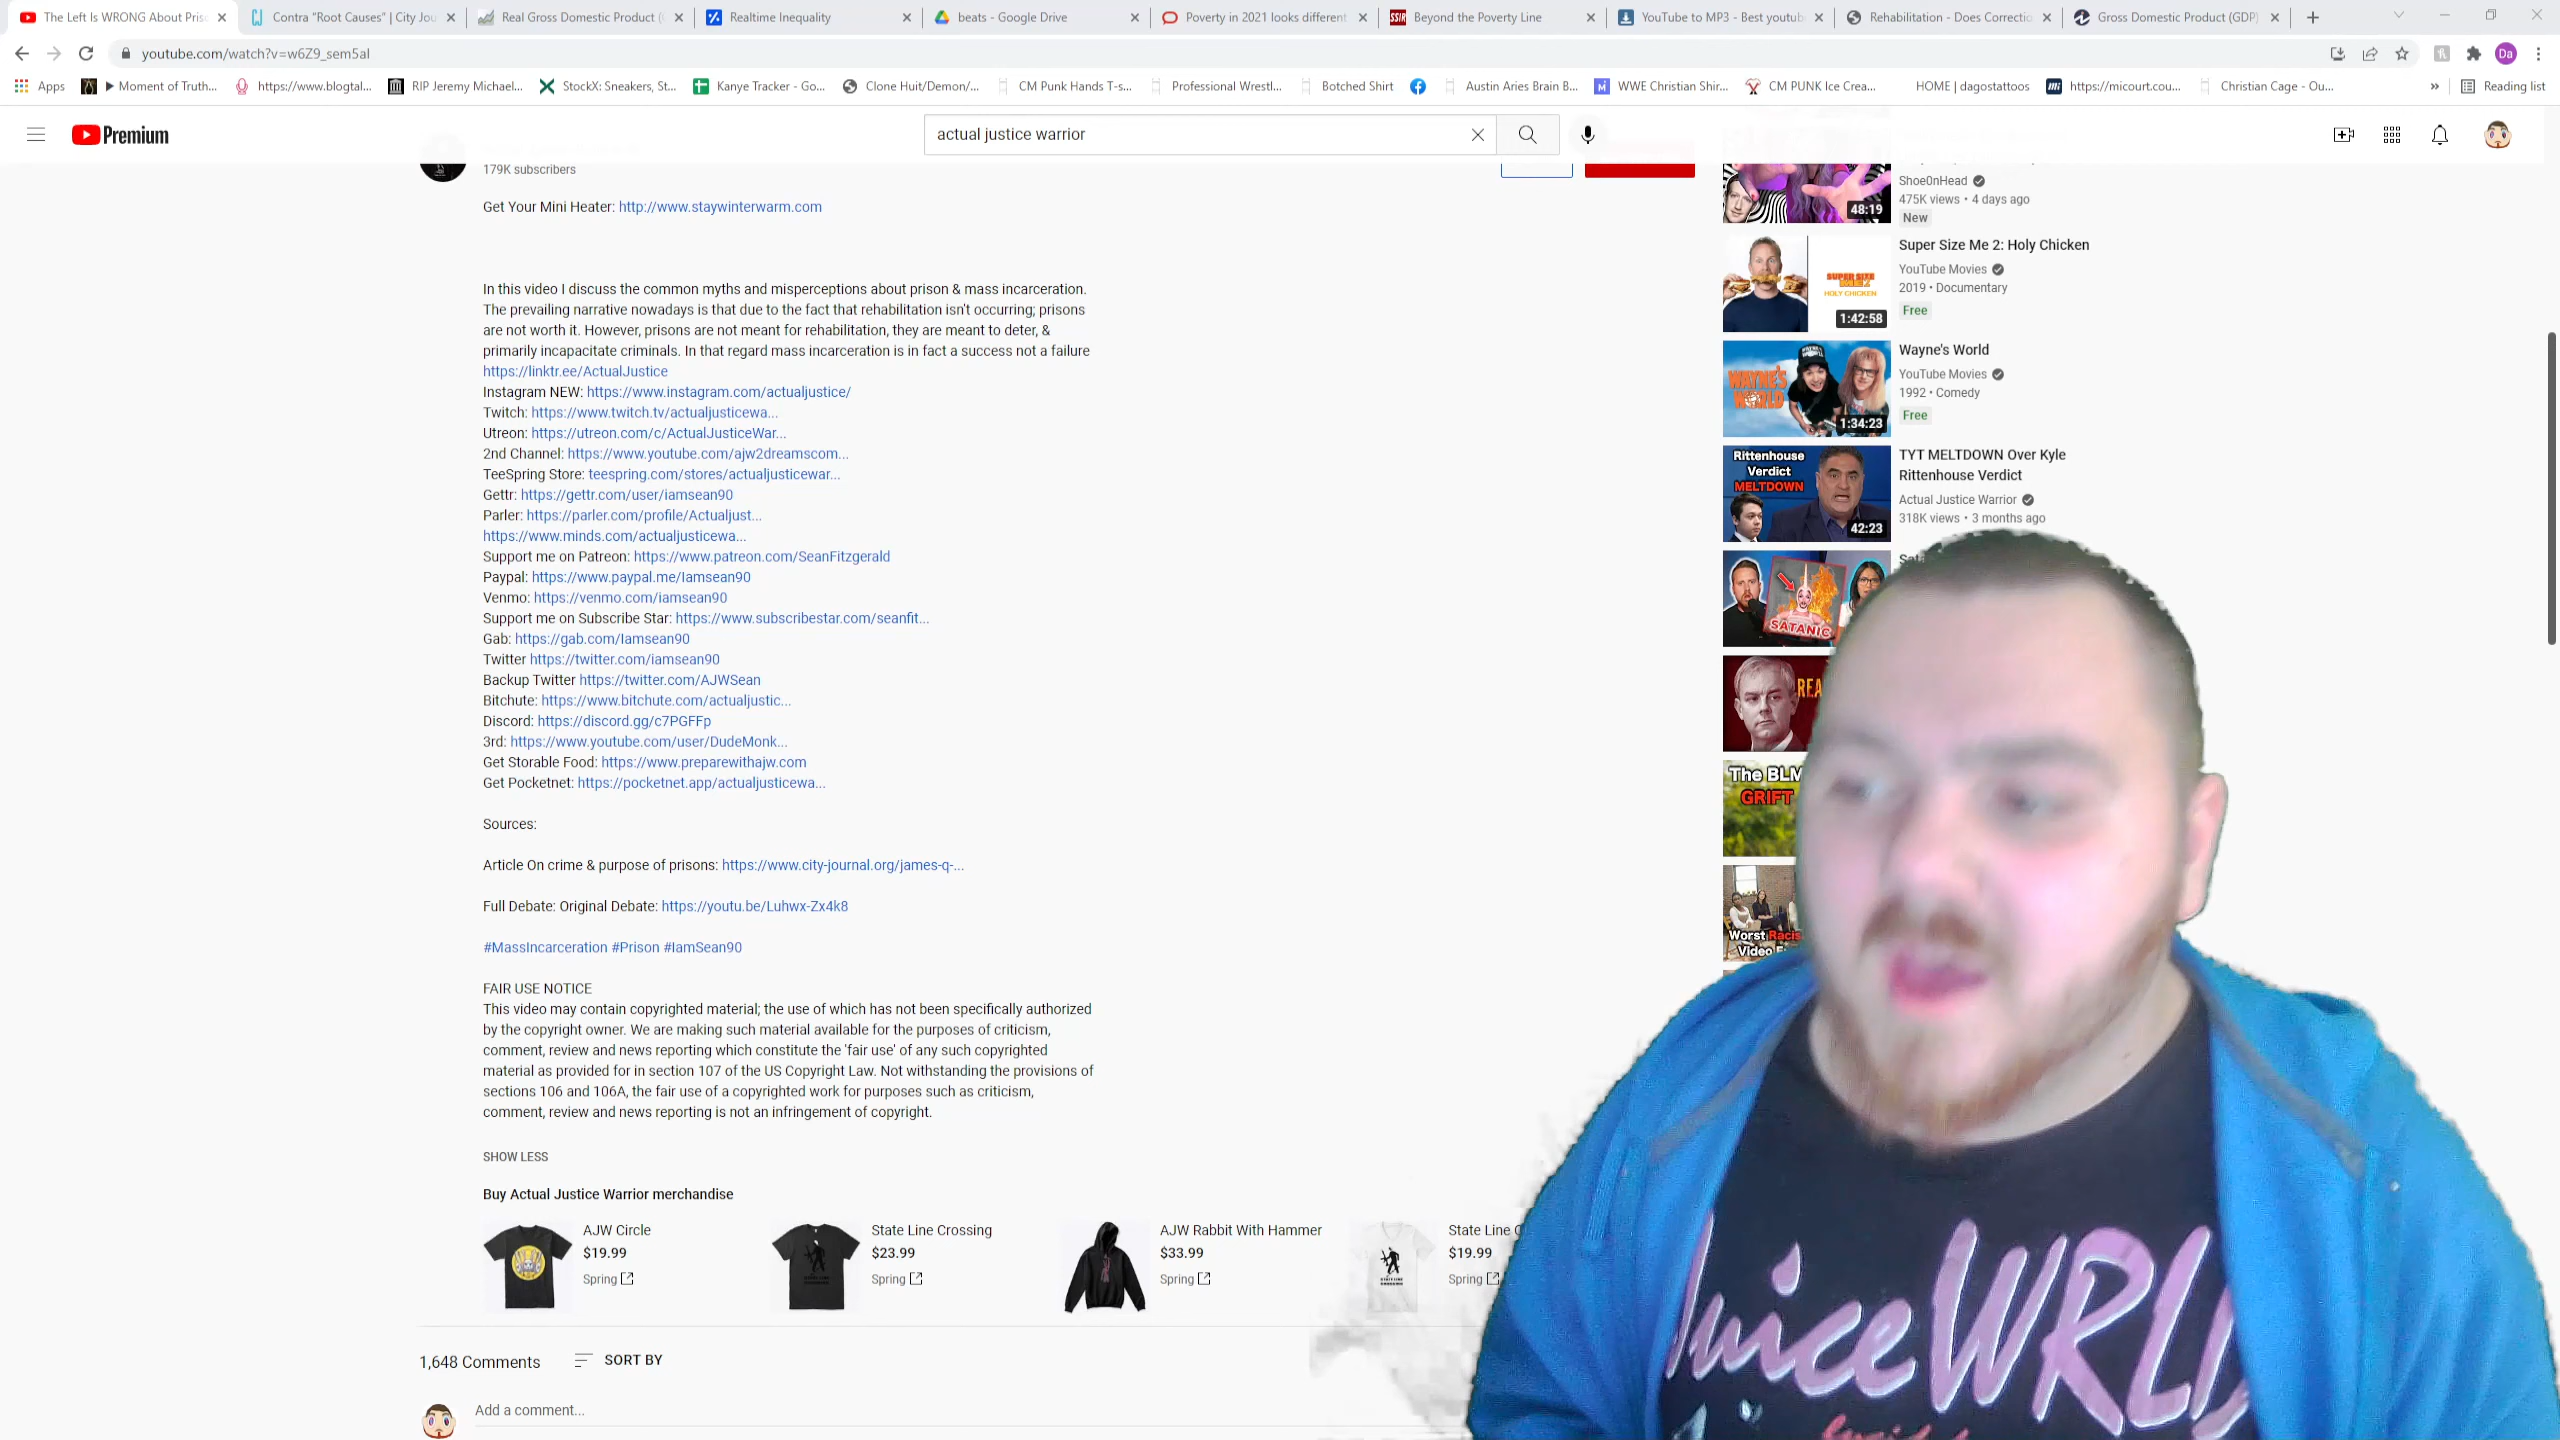 The Left Is WRONG About Pris
Contra "Root Causes" | City Jou
Real Gross Domestic Product (
Realtime Inequality
beats - Google Drive
Poverty in 2021 looks different
SSIR
Beyond the Poverty Line
YouTube to MP3 - Best youtub
Rehabilitation - Does Correctio
Gross Domestic Product (GDP)
youtube.com/watch?v=w6Z9_sem5aI
Da
Apps
▶ Moment of Truth...
https://www.blogtal...
RIP Jeremy Michael...
StockX: Sneakers, St...
Kanye Tracker - Go...
Clone Huit/Demon/...
CM Punk Hands T-s...
Professional Wrestl...
Botched Shirt
Austin Aries Brain B...
WWE Christian Shir...
CM PUNK Ice Crea...
HOME | dagostattoos
https://micourt.cou...
Christian Cage - Ou...
»
Reading list
Premium
actual justice warrior
179K subscribers
Get Your Mini Heater: http://www.staywinterwarm.com
In this video I discuss the common myths and misperceptions about prison & mass incarceration.
The prevailing narrative nowadays is that due to the fact that rehabilitation isn't occurring; prisons
are not worth it. However, prisons are not meant for rehabilitation, they are meant to deter, &
primarily incapacitate criminals. In that regard mass incarceration is in fact a success not a failure
https://linktr.ee/ActualJustice
Instagram NEW: https://www.instagram.com/actualjustice/
Twitch: https://www.twitch.tv/actualjusticewa...
Utreon: https://utreon.com/c/ActualJusticeWar...
2nd Channel: https://www.youtube.com/ajw2dreamscom...
TeeSpring Store: teespring.com/stores/actualjusticewar...
Gettr: https://gettr.com/user/iamsean90
Parler: https://parler.com/profile/Actualjust...
https://www.minds.com/actualjusticewa...
Support me on Patreon: https://www.patreon.com/SeanFitzgerald
Paypal: https://www.paypal.me/Iamsean90
Venmo: https://venmo.com/iamsean90
Support me on Subscribe Star: https://www.subscribestar.com/seanfit...
Gab: https://gab.com/Iamsean90
Twitter https://twitter.com/iamsean90
Backup Twitter https://twitter.com/AJWSean
Bitchute: https://www.bitchute.com/actualjustic...
Discord: https://discord.gg/c7PGFFp
3rd: https://www.youtube.com/user/DudeMonk...
Get Storable Food: https://www.preparewithajw.com
Get Pocketnet: https://pocketnet.app/actualjusticewa...
Sources:
Article On crime & purpose of prisons: https://www.city-journal.org/james-q-...
Full Debate: Original Debate: https://youtu.be/Luhwx-Zx4k8
#MassIncarceration #Prison #IamSean90
FAIR USE NOTICE
This video may contain copyrighted material; the use of which has not been specifically authorized
by the copyright owner. We are making such material available for the purposes of criticism,
comment, review and news reporting which constitute the 'fair use' of any such copyrighted
material as provided for in section 107 of the US Copyright Law. Not withstanding the provisions of
sections 106 and 106A, the fair use of a copyrighted work for purposes such as criticism,
comment, review and news reporting is not an infringement of copyright.
SHOW LESS
Buy Actual Justice Warrior merchandise
AJW Circle
$19.99
Spring
State Line Crossing
$23.99
Spring
AJW Rabbit With Hammer
$33.99
Spring
State Line C
$19.99
Spring
1,648 Comments
SORT BY
Add a comment...
48:19
Shoe0nHead
475K views • 4 days ago
New
SUPER SIZE ME 2
HOLY CHICKEN
1:42:58
Super Size Me 2: Holy Chicken
YouTube Movies
2019 • Documentary
Free
WAYNE'S WORLD
1:34:23
Wayne's World
YouTube Movies
1992 • Comedy
Free
Rittenhouse
Verdict
MELTDOWN
42:23
TYT MELTDOWN Over Kyle
Rittenhouse Verdict
Actual Justice Warrior
318K views • 3 months ago
SATANIC
REA
The BLM
GRIFT
Worst Racis
Video
Juice WRLD